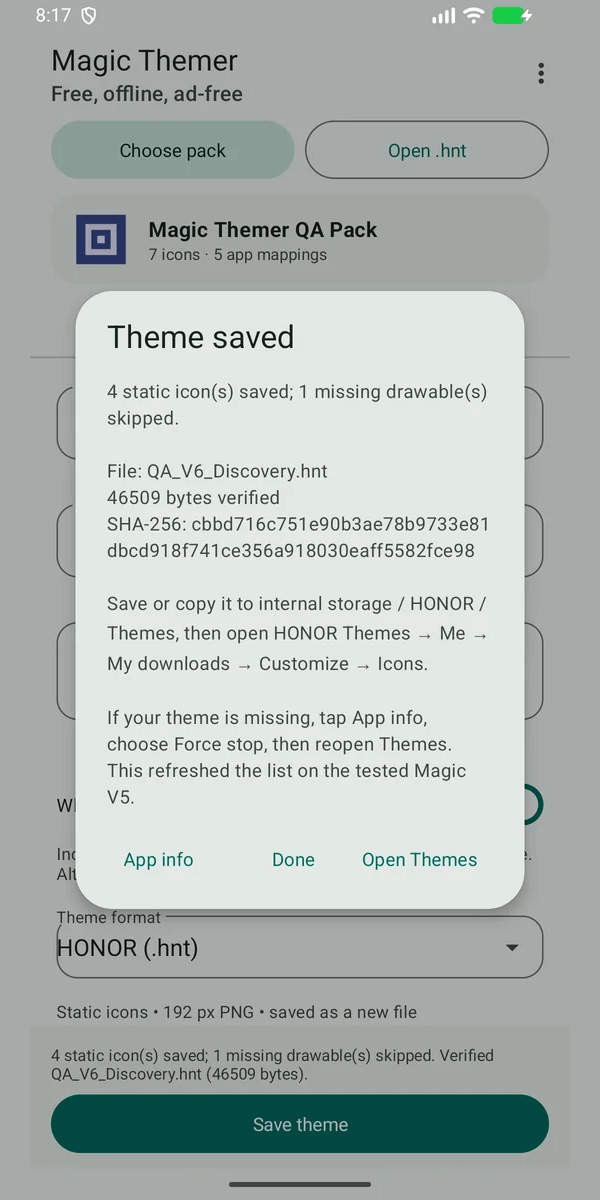 8:17
Magic Themer
Free, offline, ad-free
Choose pack
Open .hnt
Magic Themer QA Pack
7 icons · 5 app mappings
Theme saved
4 static icon(s) saved; 1 missing drawable(s)
skipped.
File: QA_V6_Discovery.hnt
46509 bytes verified
SHA-256: cbbd716c751e90b3ae78b9733e81
dbcd918f741ce356a918030eaff5582fce98
Save or copy it to internal storage / HONOR /
Themes, then open HONOR Themes → Me →
My downloads → Customize → Icons.
If your theme is missing, tap App info,
choose Force stop, then reopen Themes.
This refreshed the list on the tested Magic
V5.
App info
Done
Open Themes
Theme format
HONOR (.hnt)
Static icons • 192 px PNG • saved as a new file
4 static icon(s) saved; 1 missing drawable(s) skipped. Verified
QA_V6_Discovery.hnt (46509 bytes).
Save theme